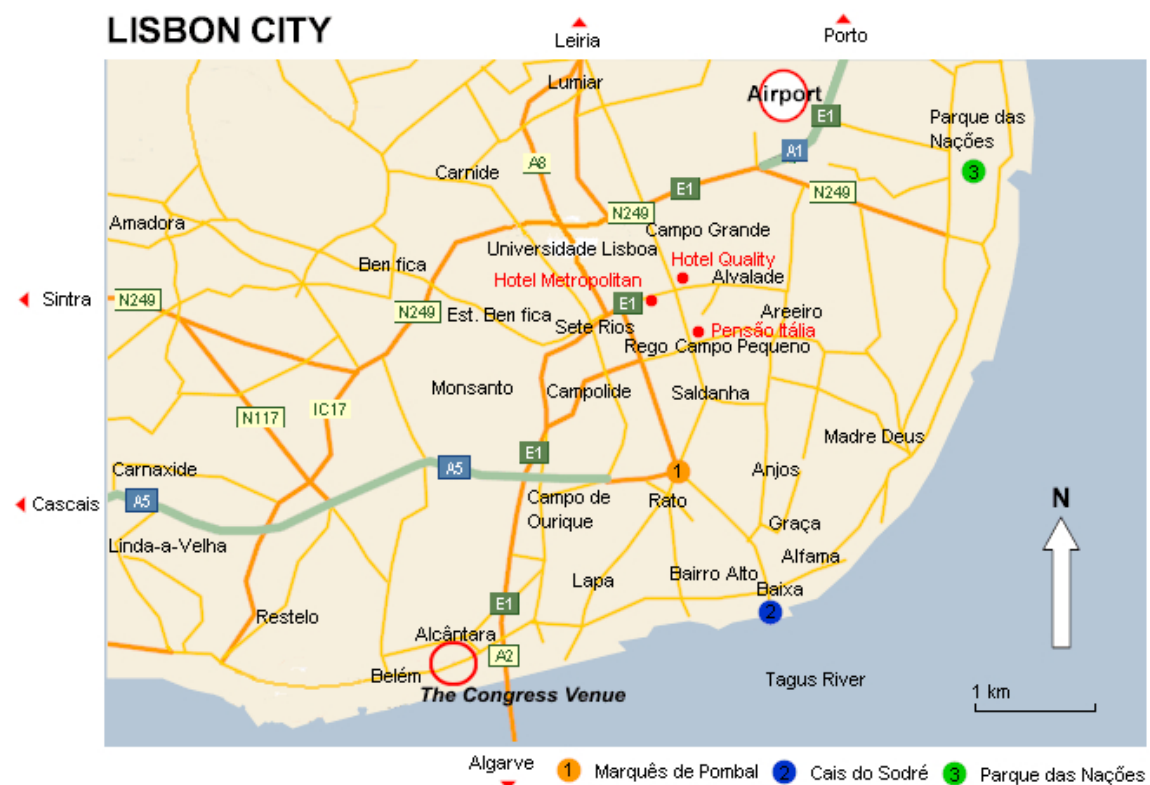 LISBON CITY
Leiria
Porto
Lumiar
Airport
E1
Parque das
Nações
A1
A8
Carnide
3
E1
N249
N249
Amadora
Campo Grande
Universidade Lisboa
Hotel Quality
Benfica
Hotel Metropolitan
Alvalade
Sintra
N249
N249
Est. Benfica
E1
Areeiro
Sete Rios
Pensão Itália
Rego Campo Pequeno
Monsanto
Campolide
Saldanha
N117
IC17
Madre Deus
E1
Carnaxide
A5
1
Anjos
Cascais
A5
Campo de
Ourique
Rato
N
Linda-a-Velha
Graça
Alfama
Lapa
Bairro Alto
Baixa
Restelo
E1
2
Alcântara
A2
Belém
Tagus River
The Congress Venue
1 km
Algarve
1 Marquês de Pombal 2 Cais do Sodré 3 Parque das Nações